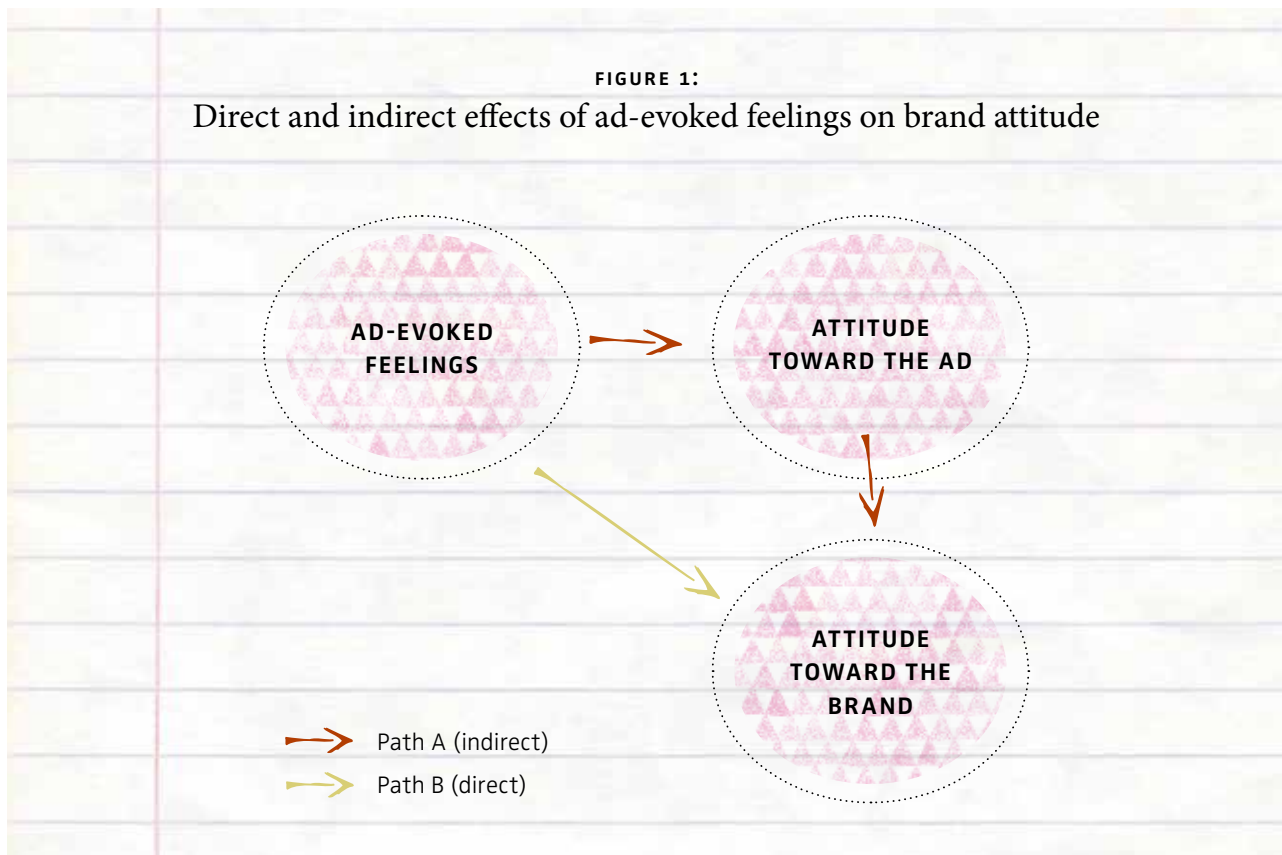 FIGURE 1:
Direct and indirect effects of ad-evoked feelings on brand attitude
AD-EVOKED
FEELINGS
ATTITUDE
TOWARD THE AD
ATTITUDE
TOWARD THE
BRAND
Path A (indirect)
Path B (direct)